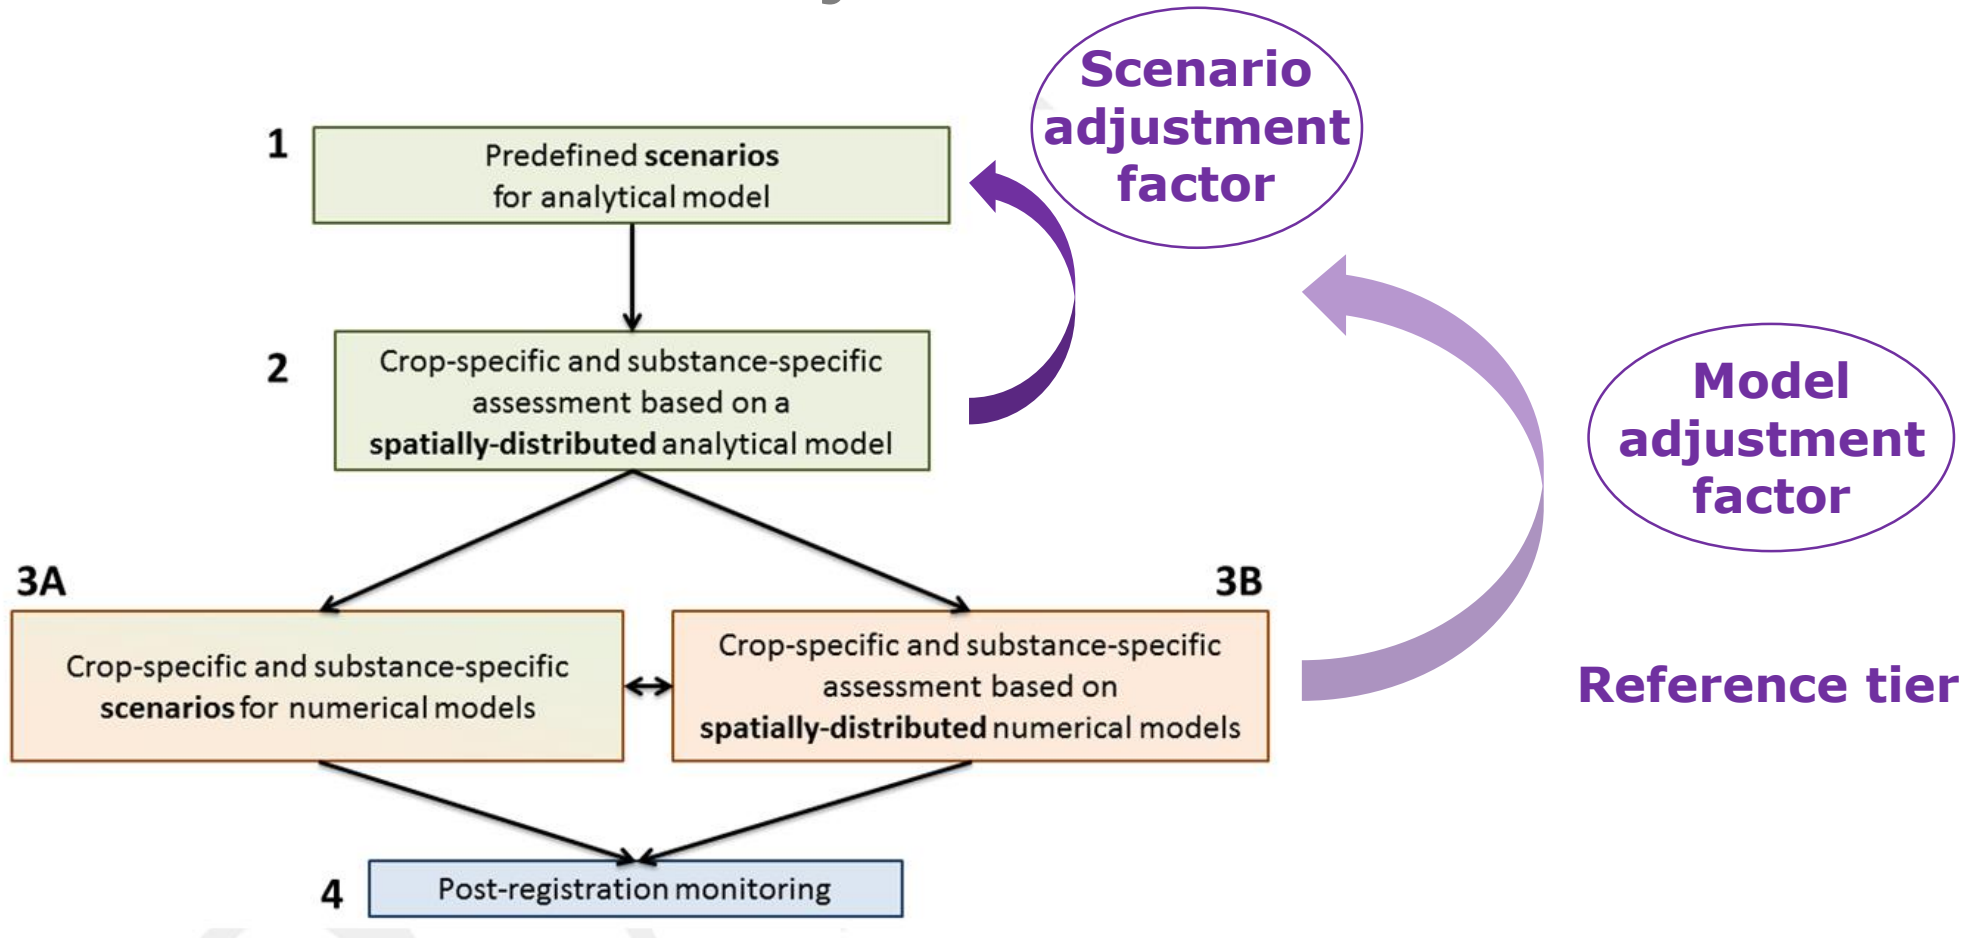 Scenario
adjustment
factor
1
Predefined scenarios
for analytical model
2
Crop-specific and substance-specific
assessment based on a
spatially-distributed analytical model
Model
adjustment
factor
3A
3B
Crop-specific and substance-specific
scenarios for numerical models
Crop-specific and substance-specific
assessment based on
spatially-distributed numerical models
Reference tier
4
Post-registration monitoring